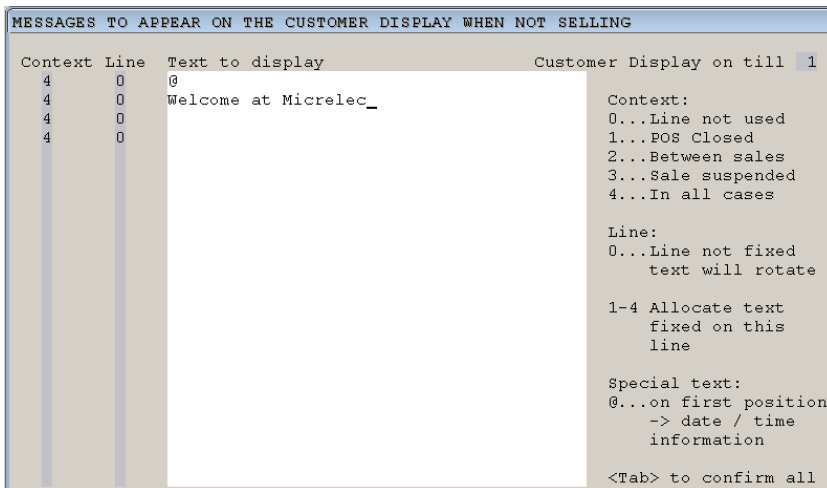 MESSAGES TO APPEAR ON THE CUSTOMER DISPLAY WHEN NOT SELLING
Context Line Text to display Customer Display on till 1
4 0 @
4 0 Welcome at Micrelec_
4 0
4 0
Context:
0...Line not used
1...POS Closed
2...Between sales
3...Sale suspended
4...In all cases
Line:
0...Line not fixed
text will rotate
1-4 Allocate text
fixed on this
line
Special text:
@...on first position
-> date / time
information
<Tab> to confirm all